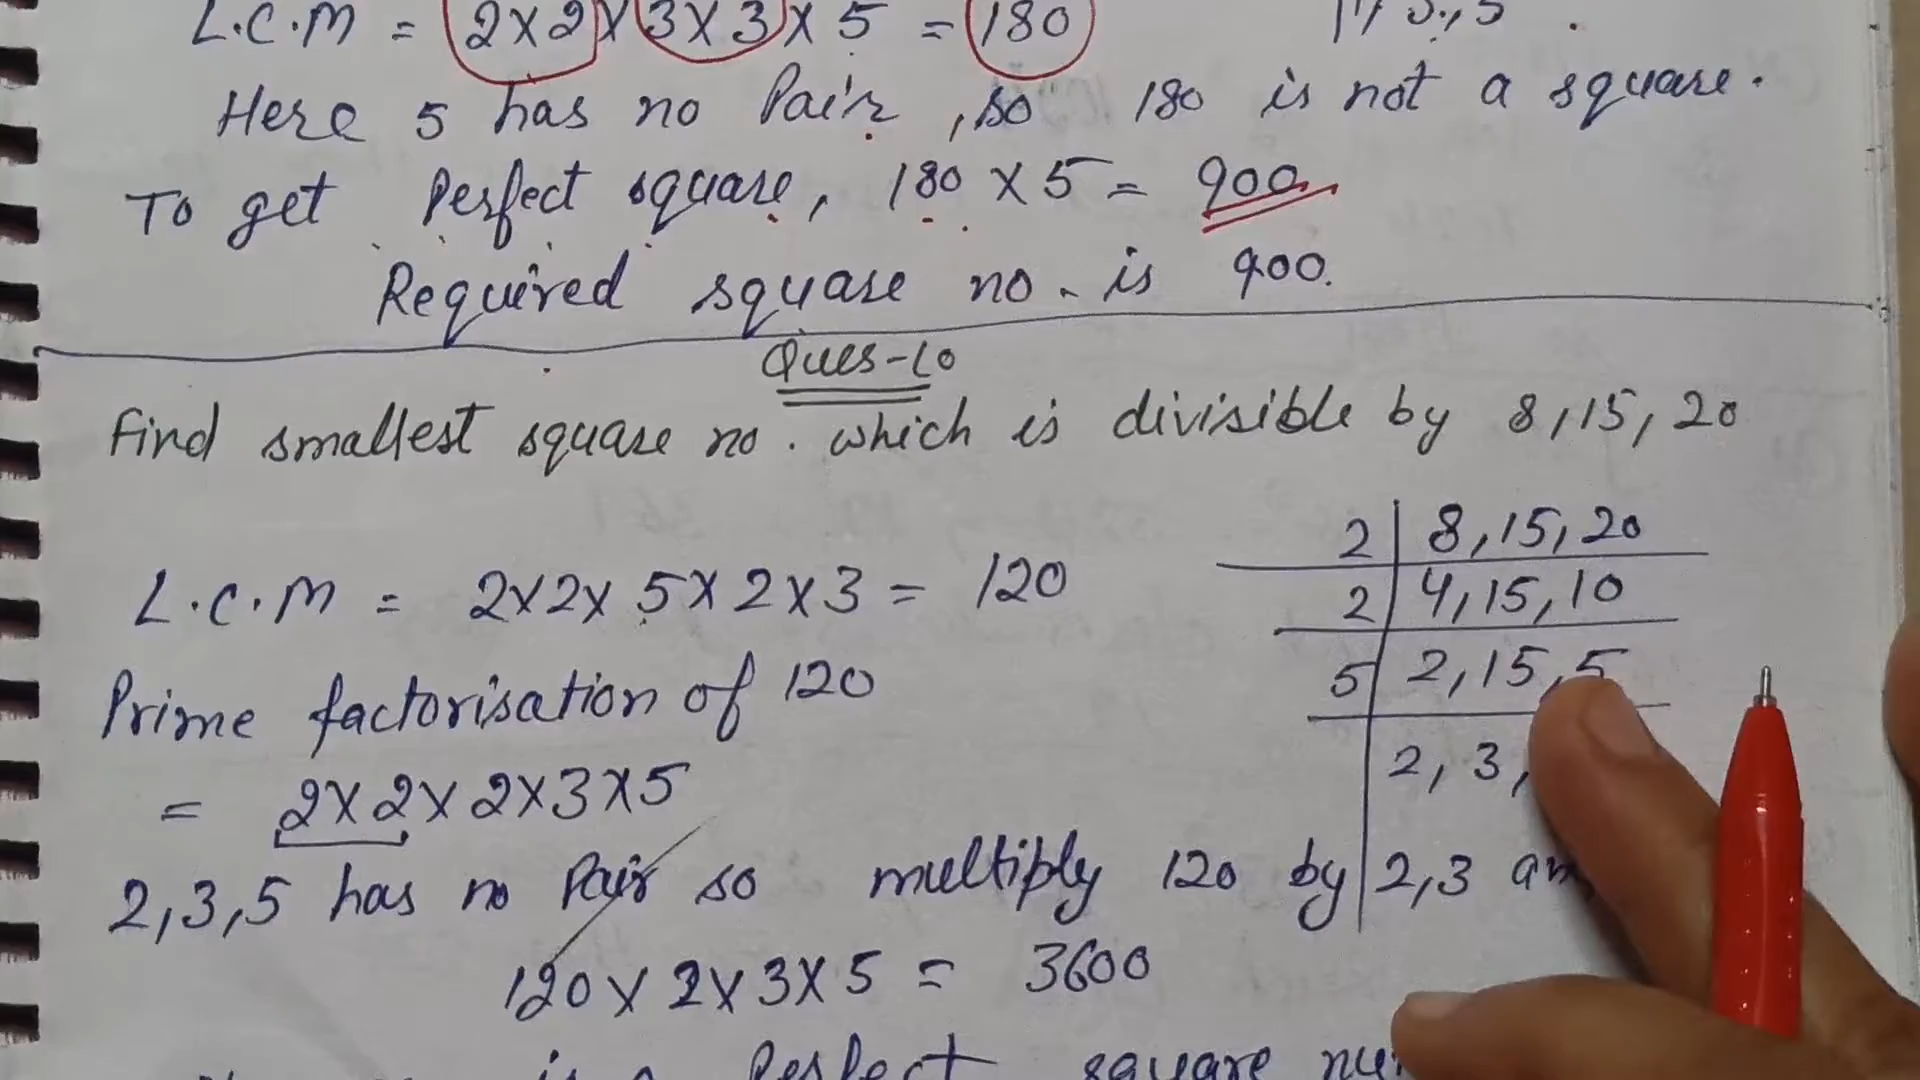 L.C.M = 2×2×3×3×5 = 180
Here 5 has no Pair, so 180 is not a square.
To get Perfect square, 180 × 5 = 900
Required square no. is 900.
Ques-10
Find smallest square no. which is divisible by 8, 15, 20
2 | 8, 15, 20
2 | 4, 15, 10
5 | 2, 15, 5
2, 3,
L.C.M = 2×2×5×2×3 = 120
Prime factorisation of 120
= 2×2×2×3×5
2,3,5 has no Pair so multiply 120 by 2,3
120×2×3×5 = 3600
is a Perfect square